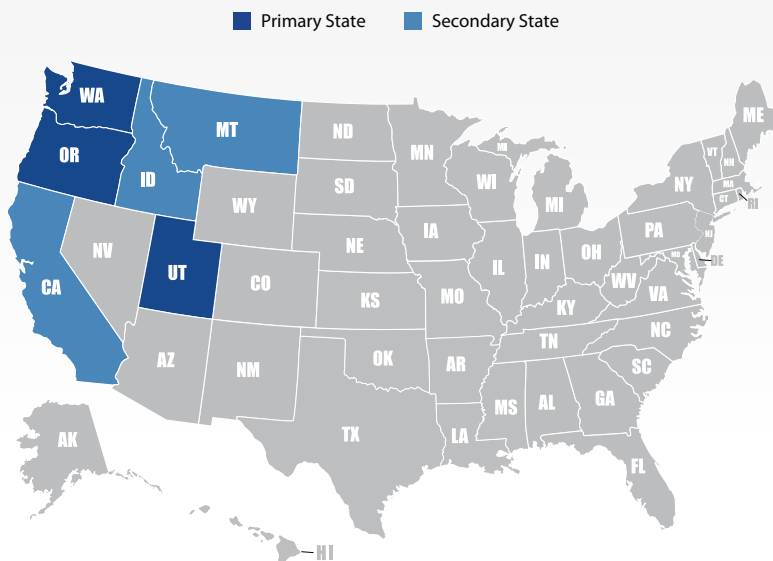 Primary State
Secondary State
WA
MT
ND
ME
OR
ID
MN
VT
NH
MI
WI
SD
NY
MA
CT
RI
WY
MI
IA
PA
NJ
NV
NE
OH
MD
DE
IL
IN
UT
CO
WV
VA
CA
KS
MO
KY
NC
TN
AZ
NM
OK
AR
SC
MS
AL
GA
TX
LA
AK
FL
HI